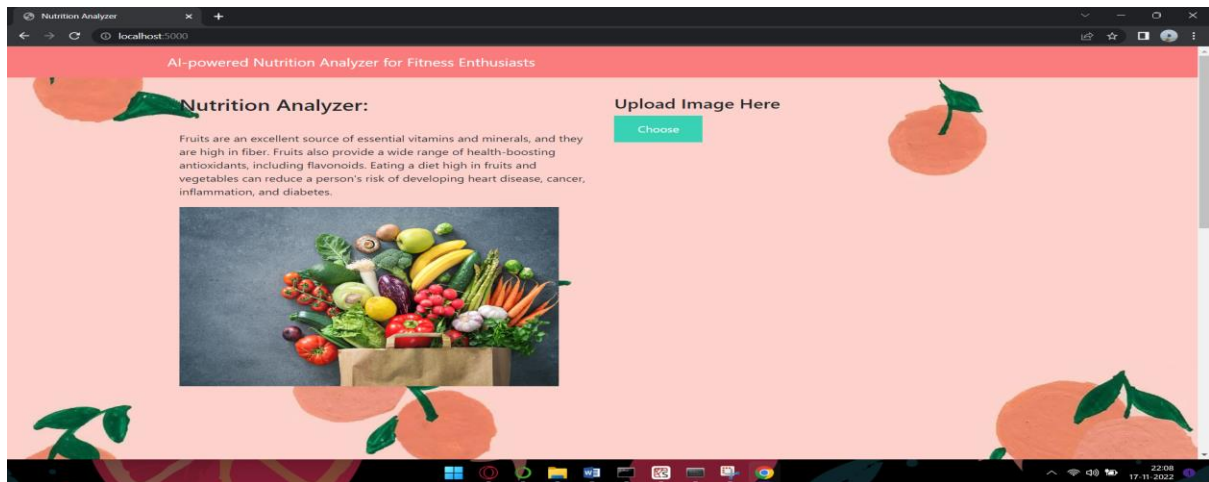 Nutrition Analyzer
localhost:5000
AI-powered Nutrition Analyzer for Fitness Enthusiasts
Nutrition Analyzer:
Fruits are an excellent source of essential vitamins and minerals, and they
are high in fiber. Fruits also provide a wide range of health-boosting
antioxidants, including flavonoids. Eating a diet high in fruits and
vegetables can reduce a person's risk of developing heart disease, cancer,
inflammation, and diabetes.
Upload Image Here
Choose
22:08
17-11-2022